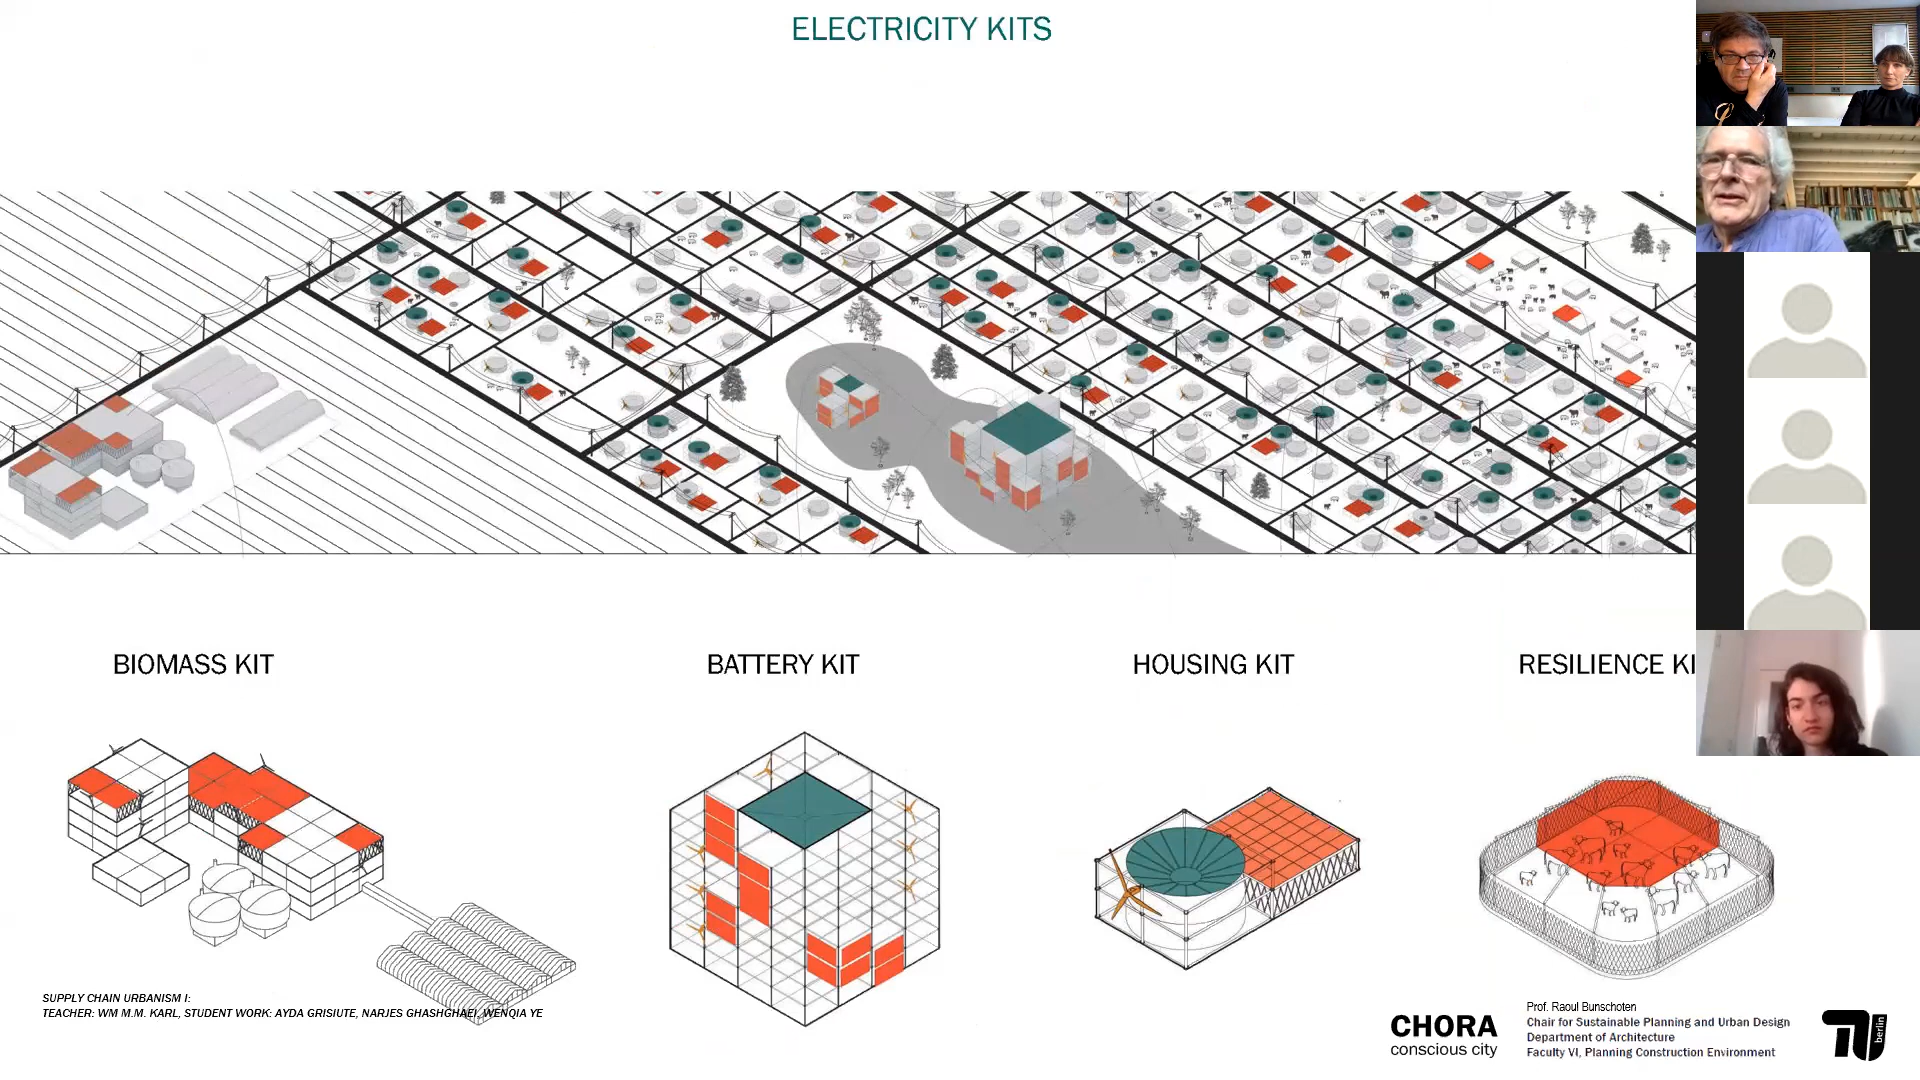 ELECTRICITY KITS
BIOMASS KIT
BATTERY KIT
HOUSING KIT
RESILIENCE KI
SUPPLY CHAIN URBANISM I:
TEACHER: WM M.M. KARL, STUDENT WORK: AYDA GRISIUTE, NARJES GHASHGHAEI, WENQIA YE
CHORA
conscious city
Prof. Raoul Bunschoten
Chair for Sustainable Planning and Urban Design
Department of Architecture
Faculty VI, Planning Construction Environment
TU berlin